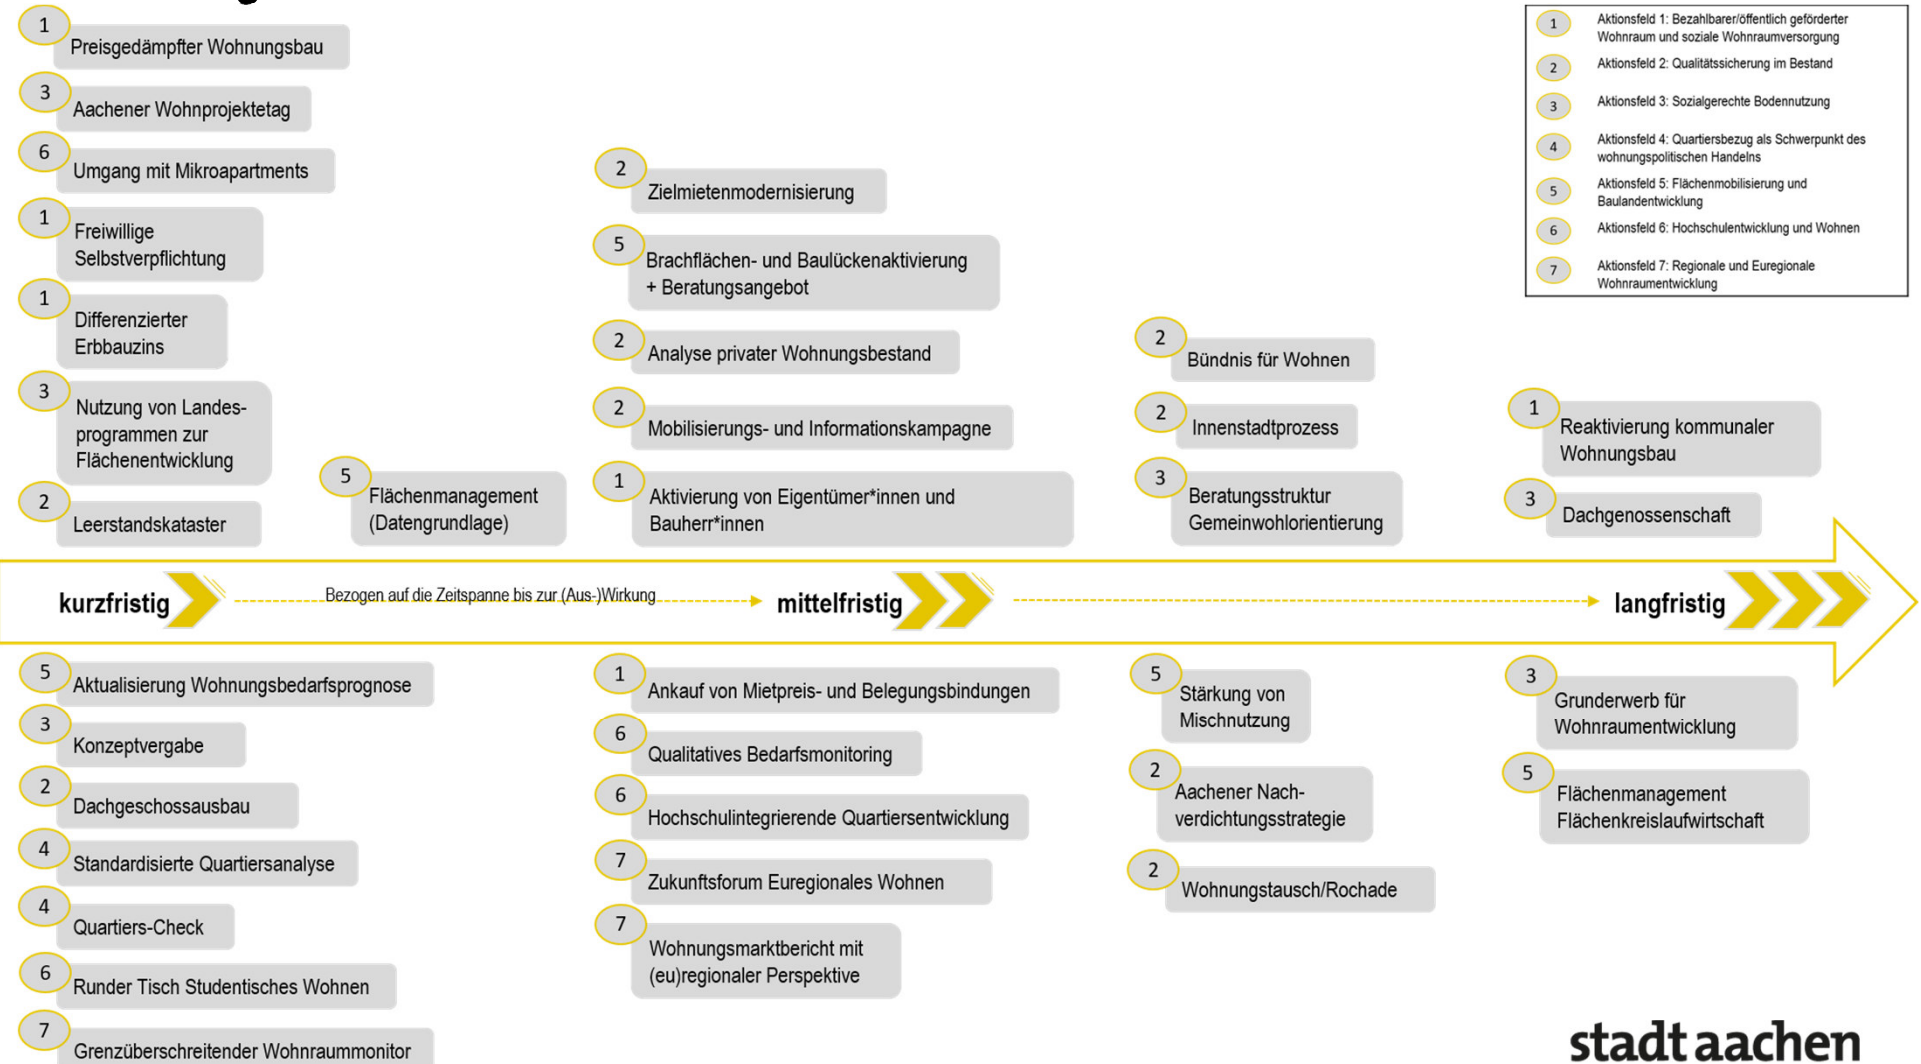 1
Preisgedämpfter Wohnungsbau
3
Aachener Wohnprojektetag
6
Umgang mit Mikroapartments
1
Freiwillige
Selbstverpflichtung
1
Differenzierter
Erbbauzins
3
Nutzung von Landes-
programmen zur
Flächenentwicklung
2
Leerstandskataster
5
Flächenmanagement
(Datengrundlage)
2
Zielmietenmodernisierung
5
Brachflächen- und Baulückenaktivierung
+ Beratungsangebot
2
Analyse privater Wohnungsbestand
2
Mobilisierungs- und Informationskampagne
1
Aktivierung von Eigentümer*innen und
Bauherr*innen
2
Bündnis für Wohnen
2
Innenstadtprozess
3
Beratungsstruktur
Gemeinwohlorientierung
1
Reaktivierung kommunaler
Wohnungsbau
3
Dachgenossenschaft
1 Aktionsfeld 1: Bezahlbarer/öffentlich geförderter
Wohnraum und soziale Wohnraumversorgung
2 Aktionsfeld 2: Qualitätssicherung im Bestand
3 Aktionsfeld 3: Sozialgerechte Bodennutzung
4 Aktionsfeld 4: Quartiersbezug als Schwerpunkt des
wohnungspolitischen Handelns
5 Aktionsfeld 5: Flächenmobilisierung und
Baulandentwicklung
6 Aktionsfeld 6: Hochschulentwicklung und Wohnen
7 Aktionsfeld 7: Regionale und Euregionale
Wohnraumentwicklung
kurzfristig Bezogen auf die Zeitspanne bis zur (Aus-)Wirkung mittelfristig langfristig
5
Aktualisierung Wohnungsbedarfsprognose
3
Konzeptvergabe
2
Dachgeschossausbau
4
Standardisierte Quartiersanalyse
4
Quartiers-Check
6
Runder Tisch Studentisches Wohnen
7
Grenzüberschreitender Wohnraummonitor
1
Ankauf von Mietpreis- und Belegungsbindungen
6
Qualitatives Bedarfsmonitoring
6
Hochschulintegrierende Quartiersentwicklung
7
Zukunftsforum Euregionales Wohnen
7
Wohnungsmarktbericht mit
(eu)regionaler Perspektive
5
Stärkung von
Mischnutzung
2
Aachener Nach-
verdichtungsstrategie
2
Wohnungstausch/Rochade
3
Grunderwerb für
Wohnraumentwicklung
5
Flächenmanagement
Flächenkreislaufwirtschaft
stadt aachen